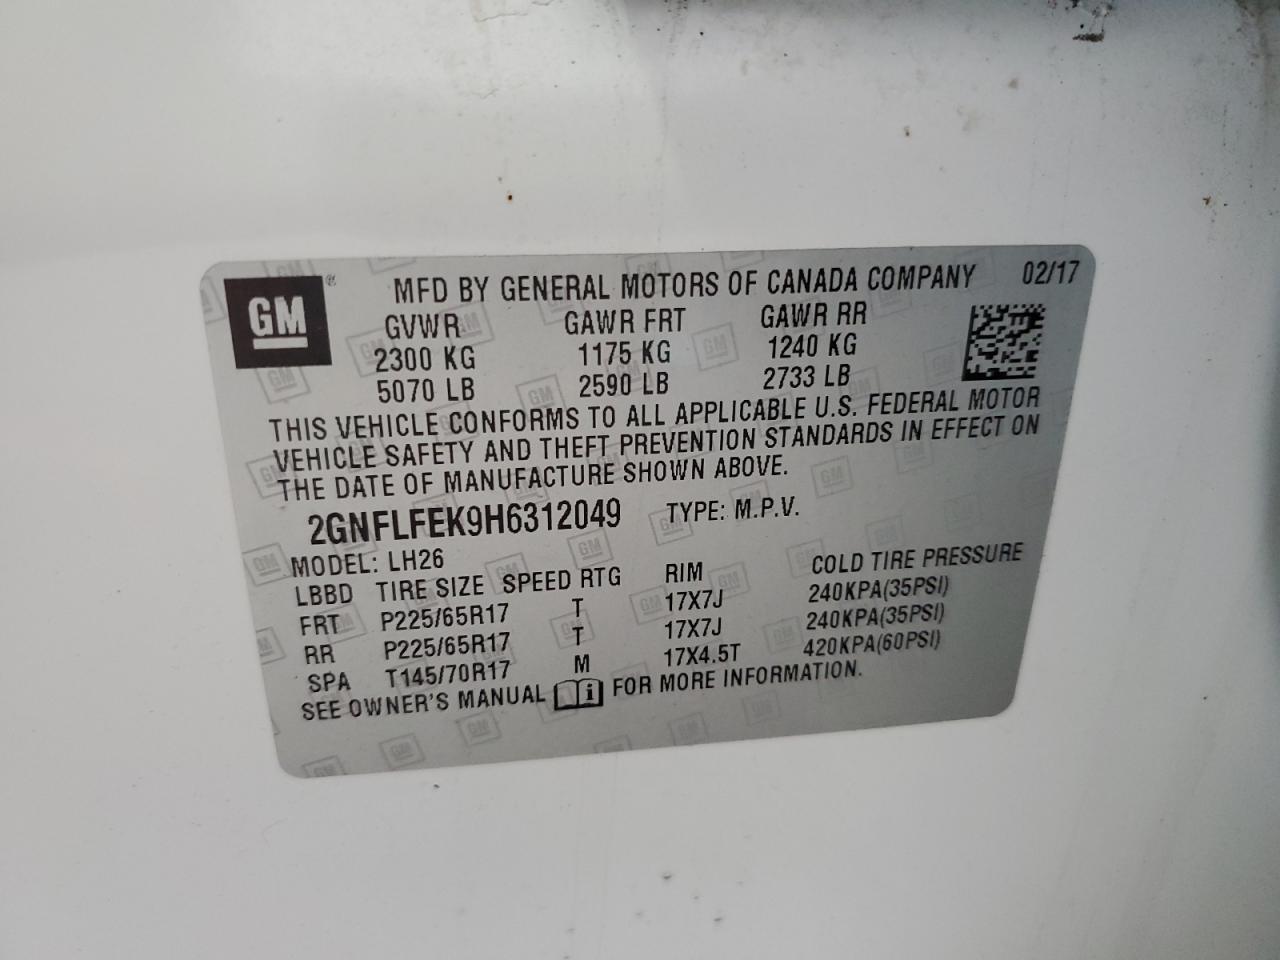 GM ® MFD BY GENERAL MOTORS OF CANADA COMPANY 02/17
GVWR GAWR FRT GAWR RR
2300 KG 1175 KG 1240 KG
5070 LB 2590 LB 2733 LB
THIS VEHICLE CONFORMS TO ALL APPLICABLE U.S. FEDERAL MOTOR
VEHICLE SAFETY AND THEFT PREVENTION STANDARDS IN EFFECT ON
THE DATE OF MANUFACTURE SHOWN ABOVE.
2GNFLFEK9H6312049 TYPE: M.P.V.
MODEL: LH26
LBBD TIRE SIZE SPEED RTG RIM COLD TIRE PRESSURE
FRT P225/65R17 T 17X7J 240KPA(35PSI)
RR P225/65R17 T 17X7J 240KPA(35PSI)
SPA T145/70R17 M 17X4.5T 420KPA(60PSI)
SEE OWNER'S MANUAL i FOR MORE INFORMATION.